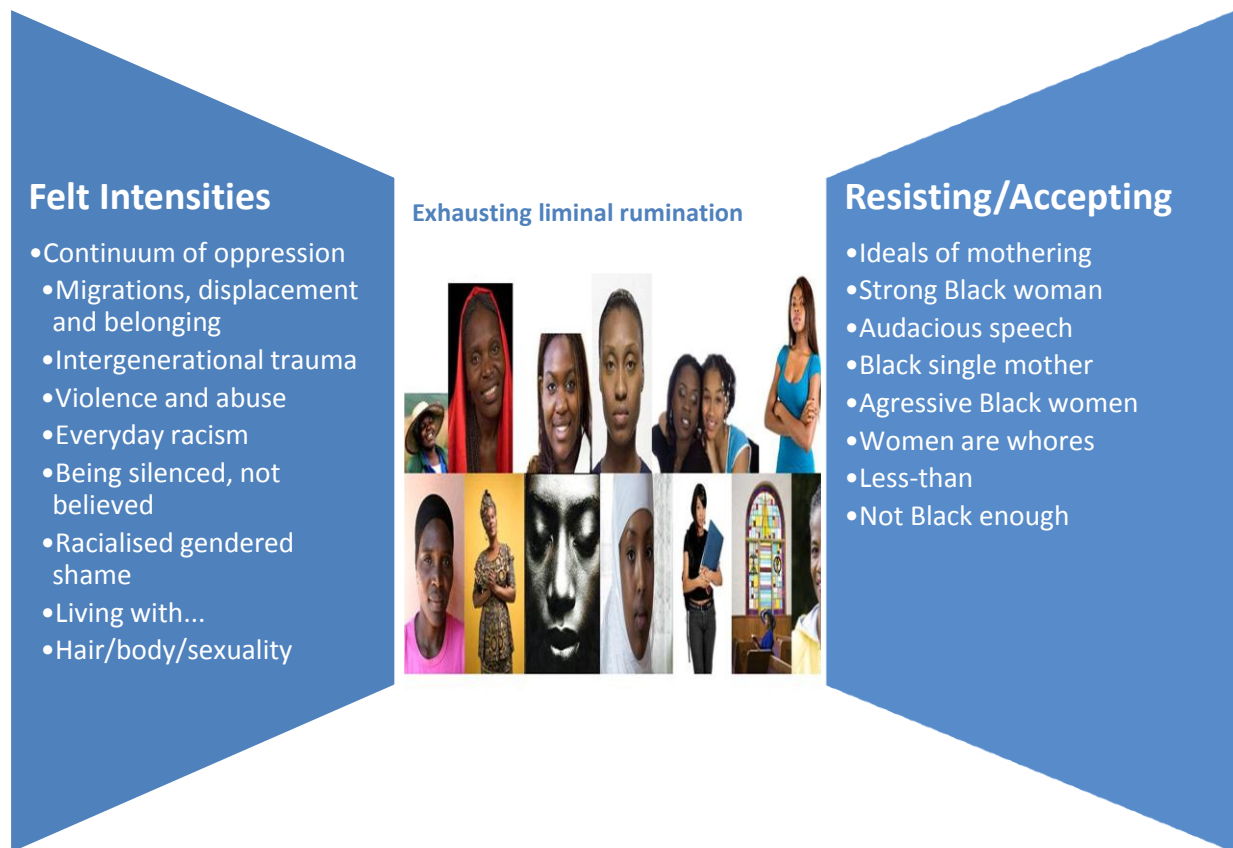 Felt Intensities
•Continuum of oppression
•Migrations, displacement
and belonging
•Intergenerational trauma
•Violence and abuse
•Everyday racism
•Being silenced, not
believed
•Racialised gendered
shame
•Living with...
•Hair/body/sexuality
Exhausting liminal rumination
Resisting/Accepting
•Ideals of mothering
•Strong Black woman
•Audacious speech
•Black single mother
•Agressive Black women
•Women are whores
•Less-than
•Not Black enough